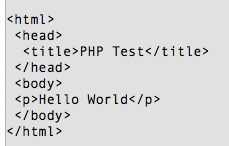 <html>
 <head>
  <title>PHP Test</title>
 </head>
 <body>
 <p>Hello World</p>
 </body>
</html>